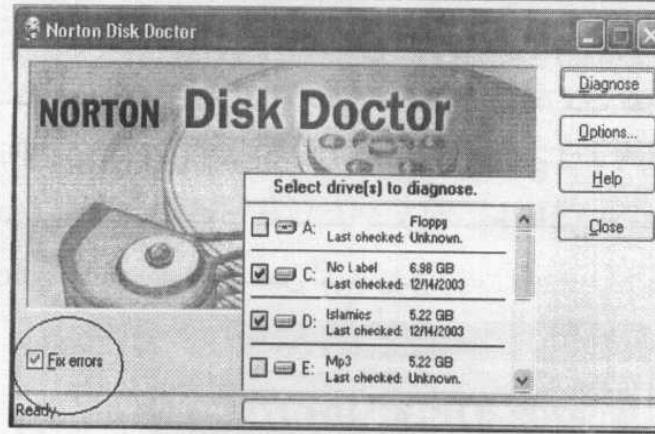 Norton Disk Doctor
NORTON Disk Doctor
Diagnose
Options...
Help
Close
Select drive(s) to diagnose.
A: Floppy
Last checked: Unknown.
C: No Label 6.98 GB
Last checked: 12/14/2003
D: Islamics 5.22 GB
Last checked: 12/14/2003
E: Mp3 5.22 GB
Last checked: Unknown.
Fix errors
Ready.